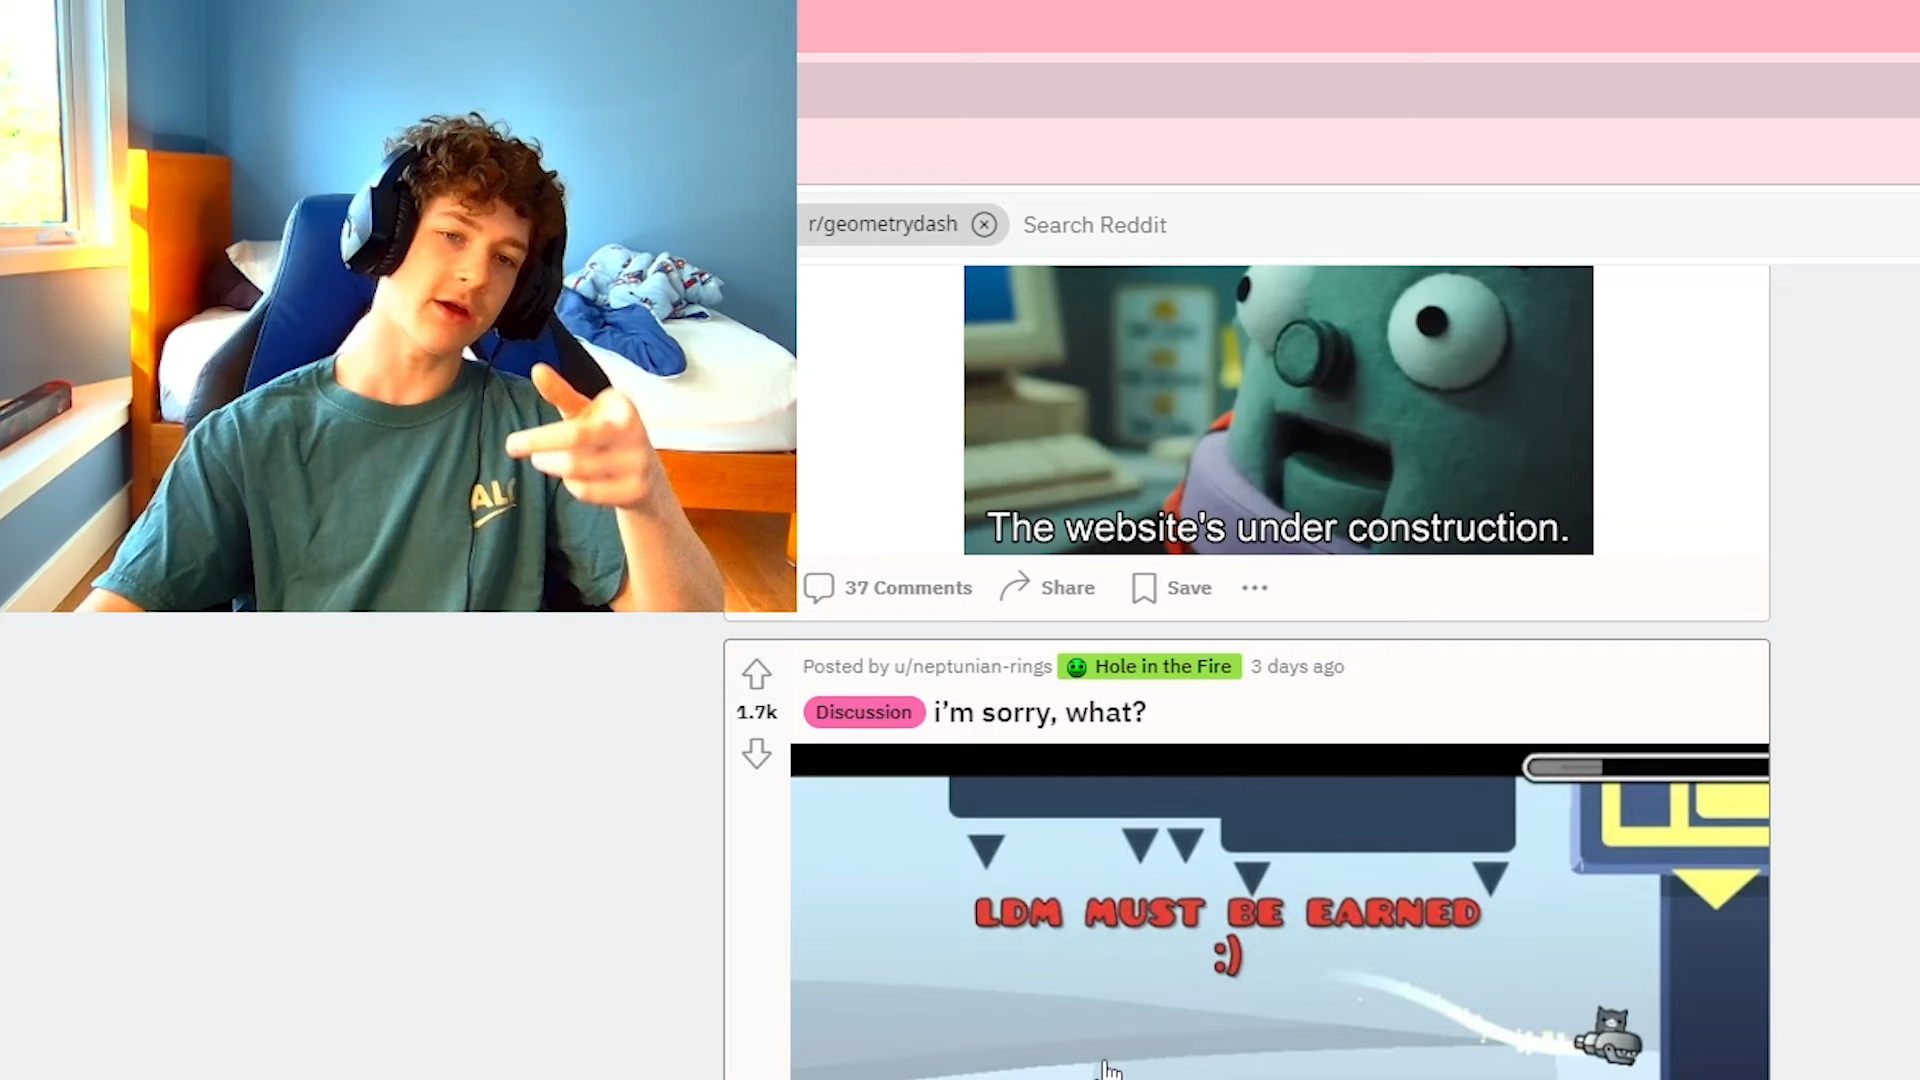 r/geometrydash
Search Reddit
The website's under construction.
37 Comments
Share
Save
Posted by u/neptunian-rings
Hole in the Fire
3 days ago
1.7k
Discussion
i'm sorry, what?
LDM MUST BE EARNED
:)